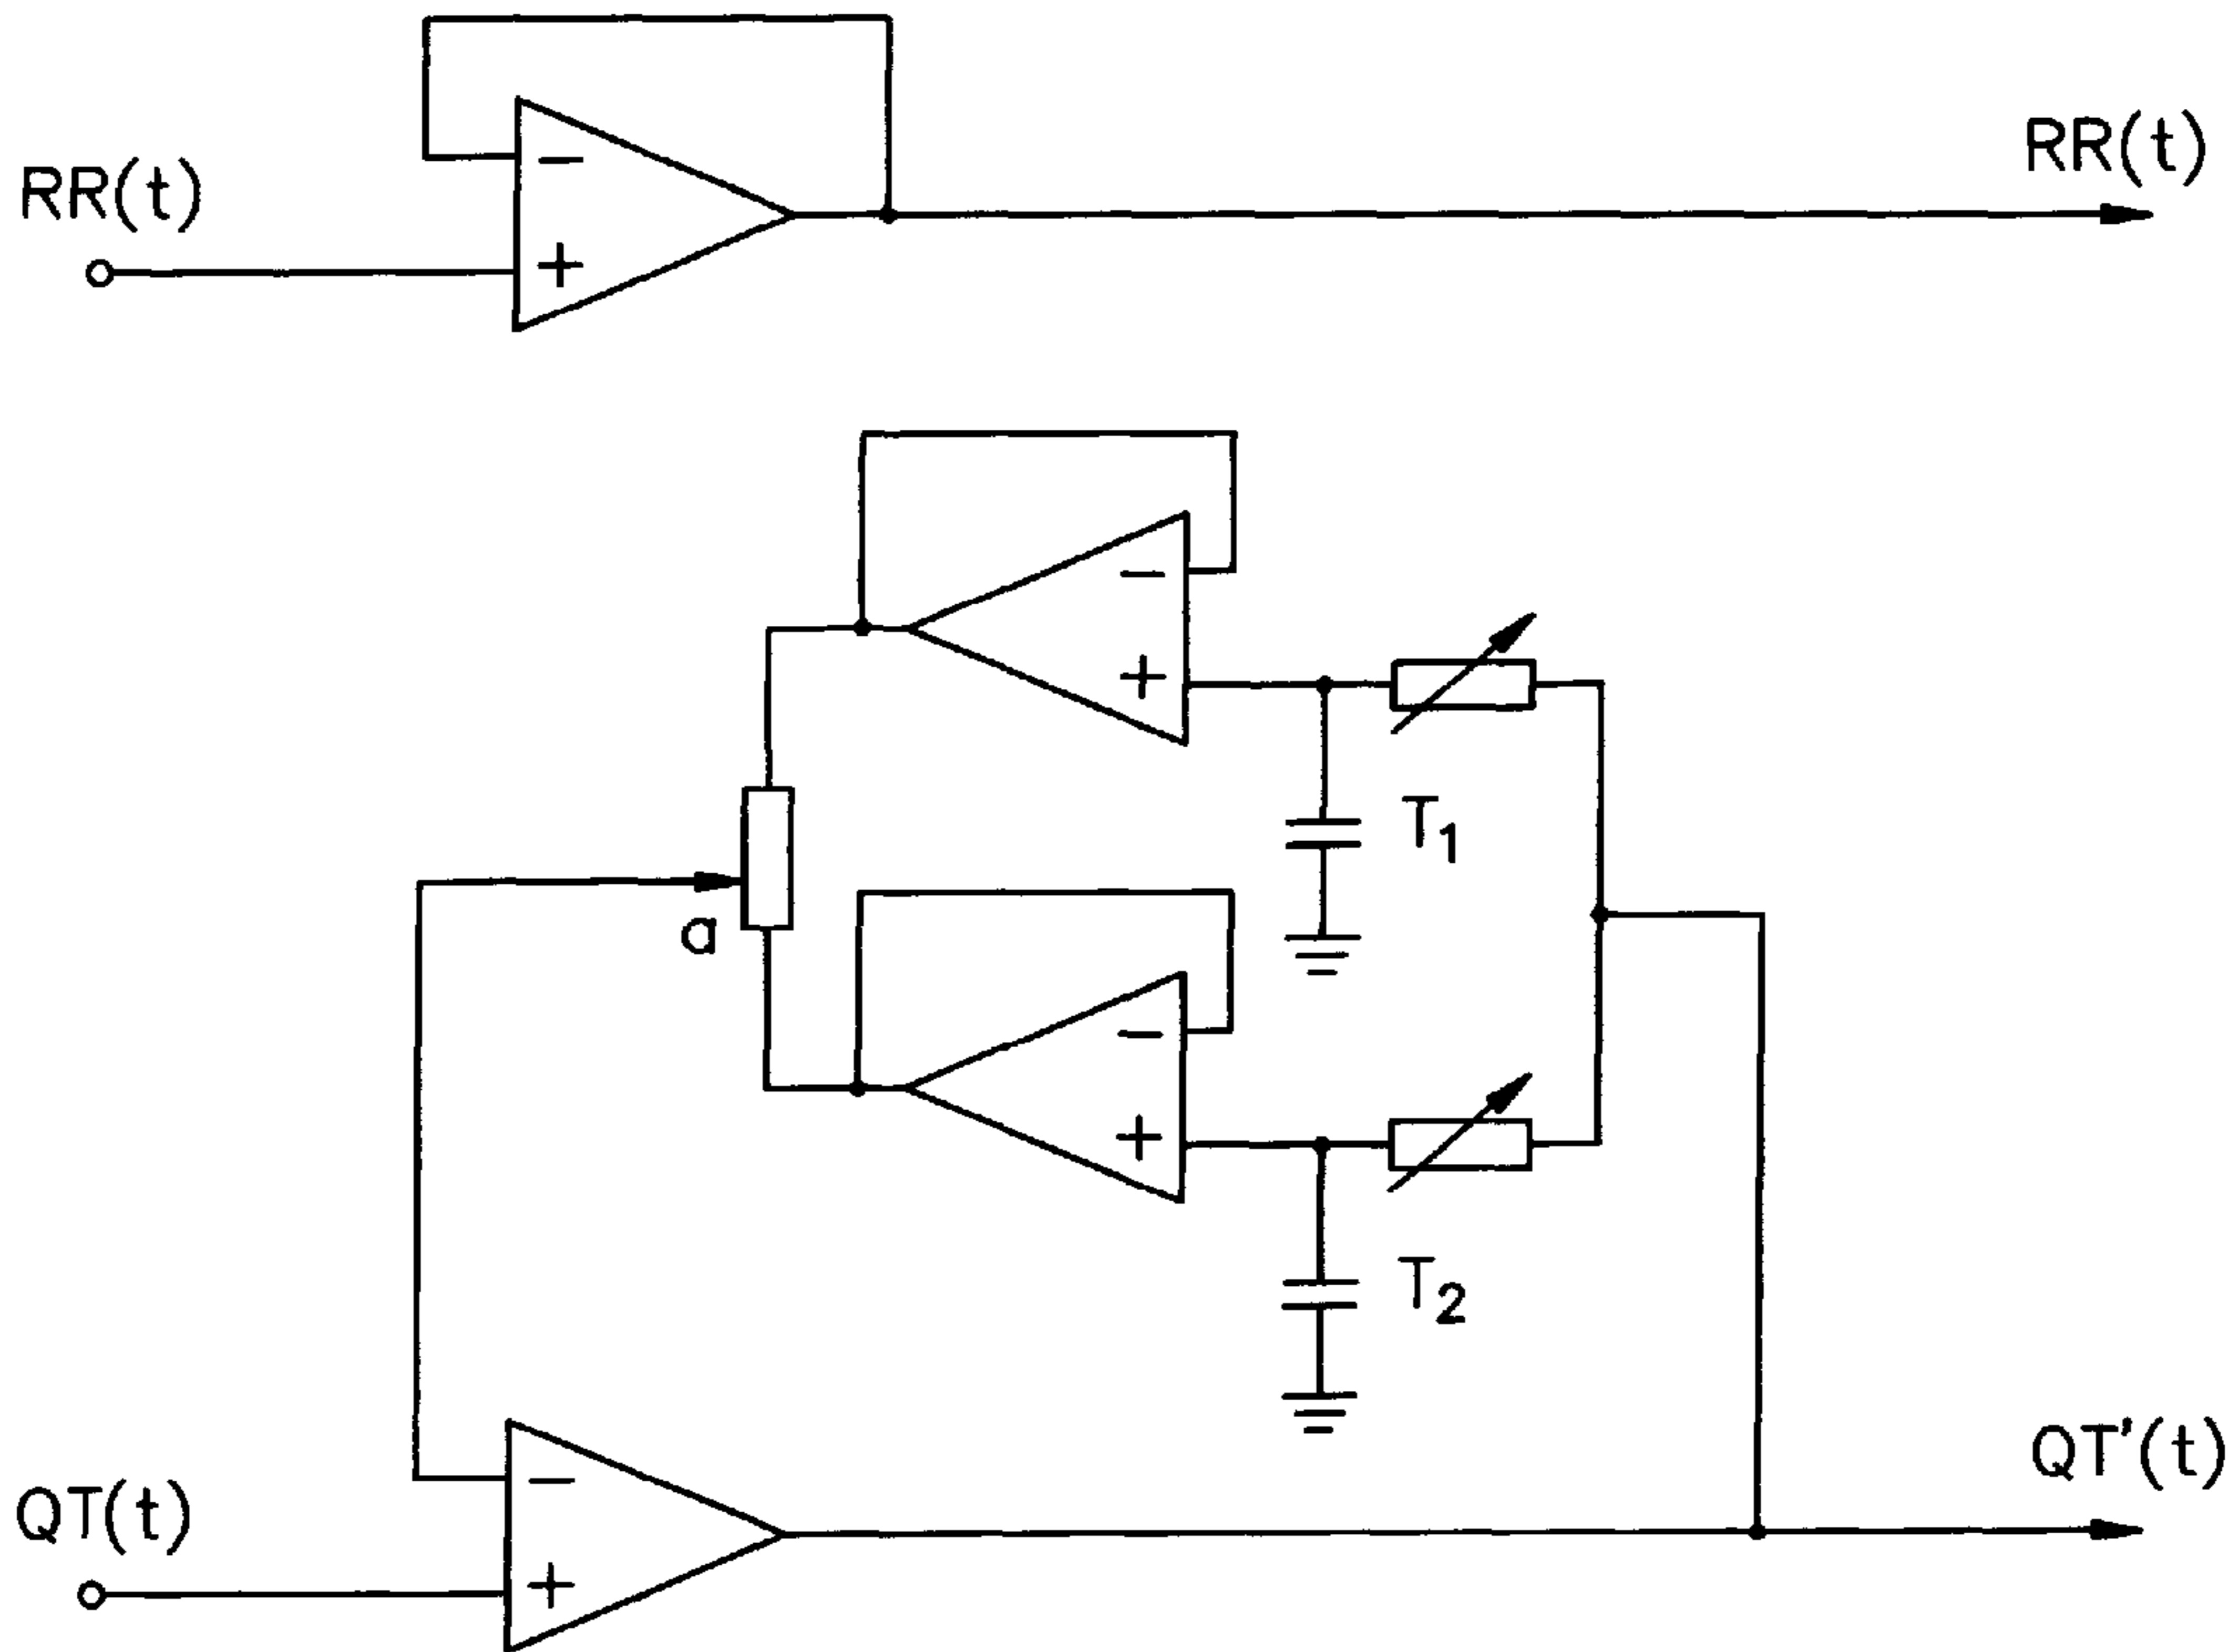 RR(t)
RR(t)
−
+
−
+
T1
a
−
+
T2
QT(t)
−
+
QT'(t)